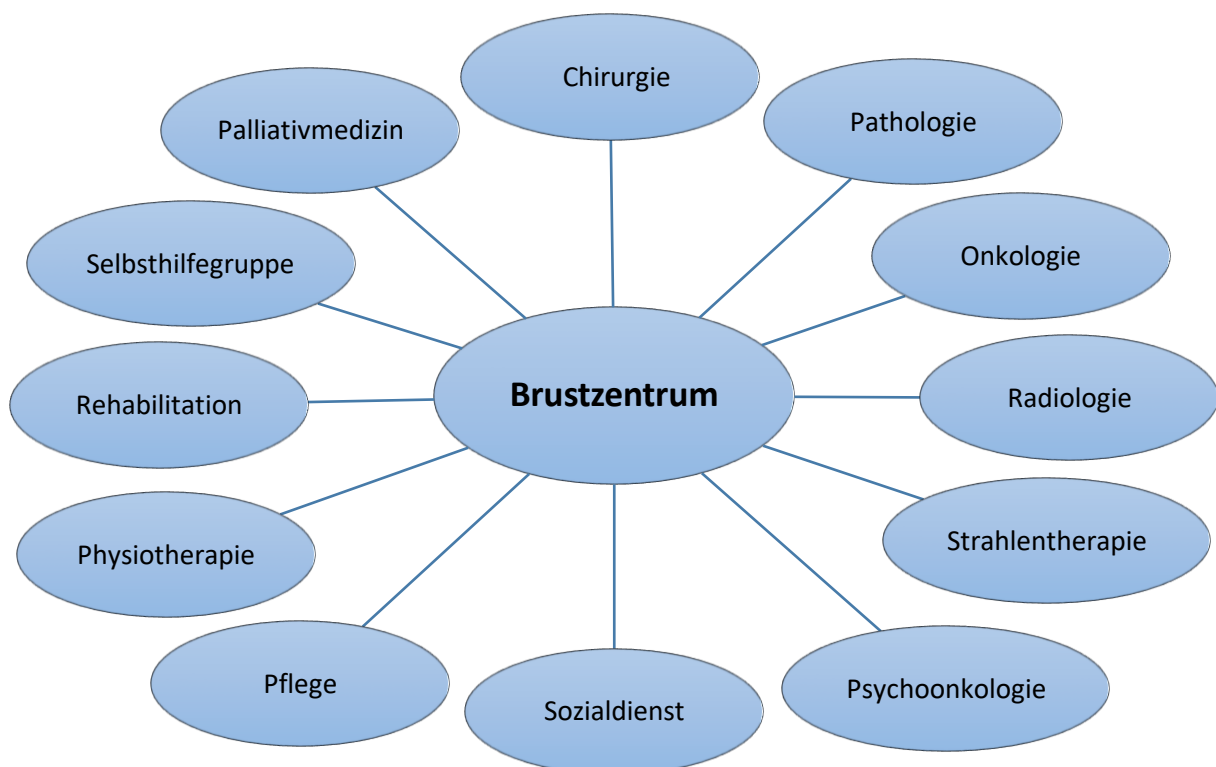 Chirurgie
Palliativmedizin
Pathologie
Selbsthilfegruppe
Onkologie
Rehabilitation
Brustzentrum
Radiologie
Physiotherapie
Strahlentherapie
Pflege
Sozialdienst
Psychoonkologie